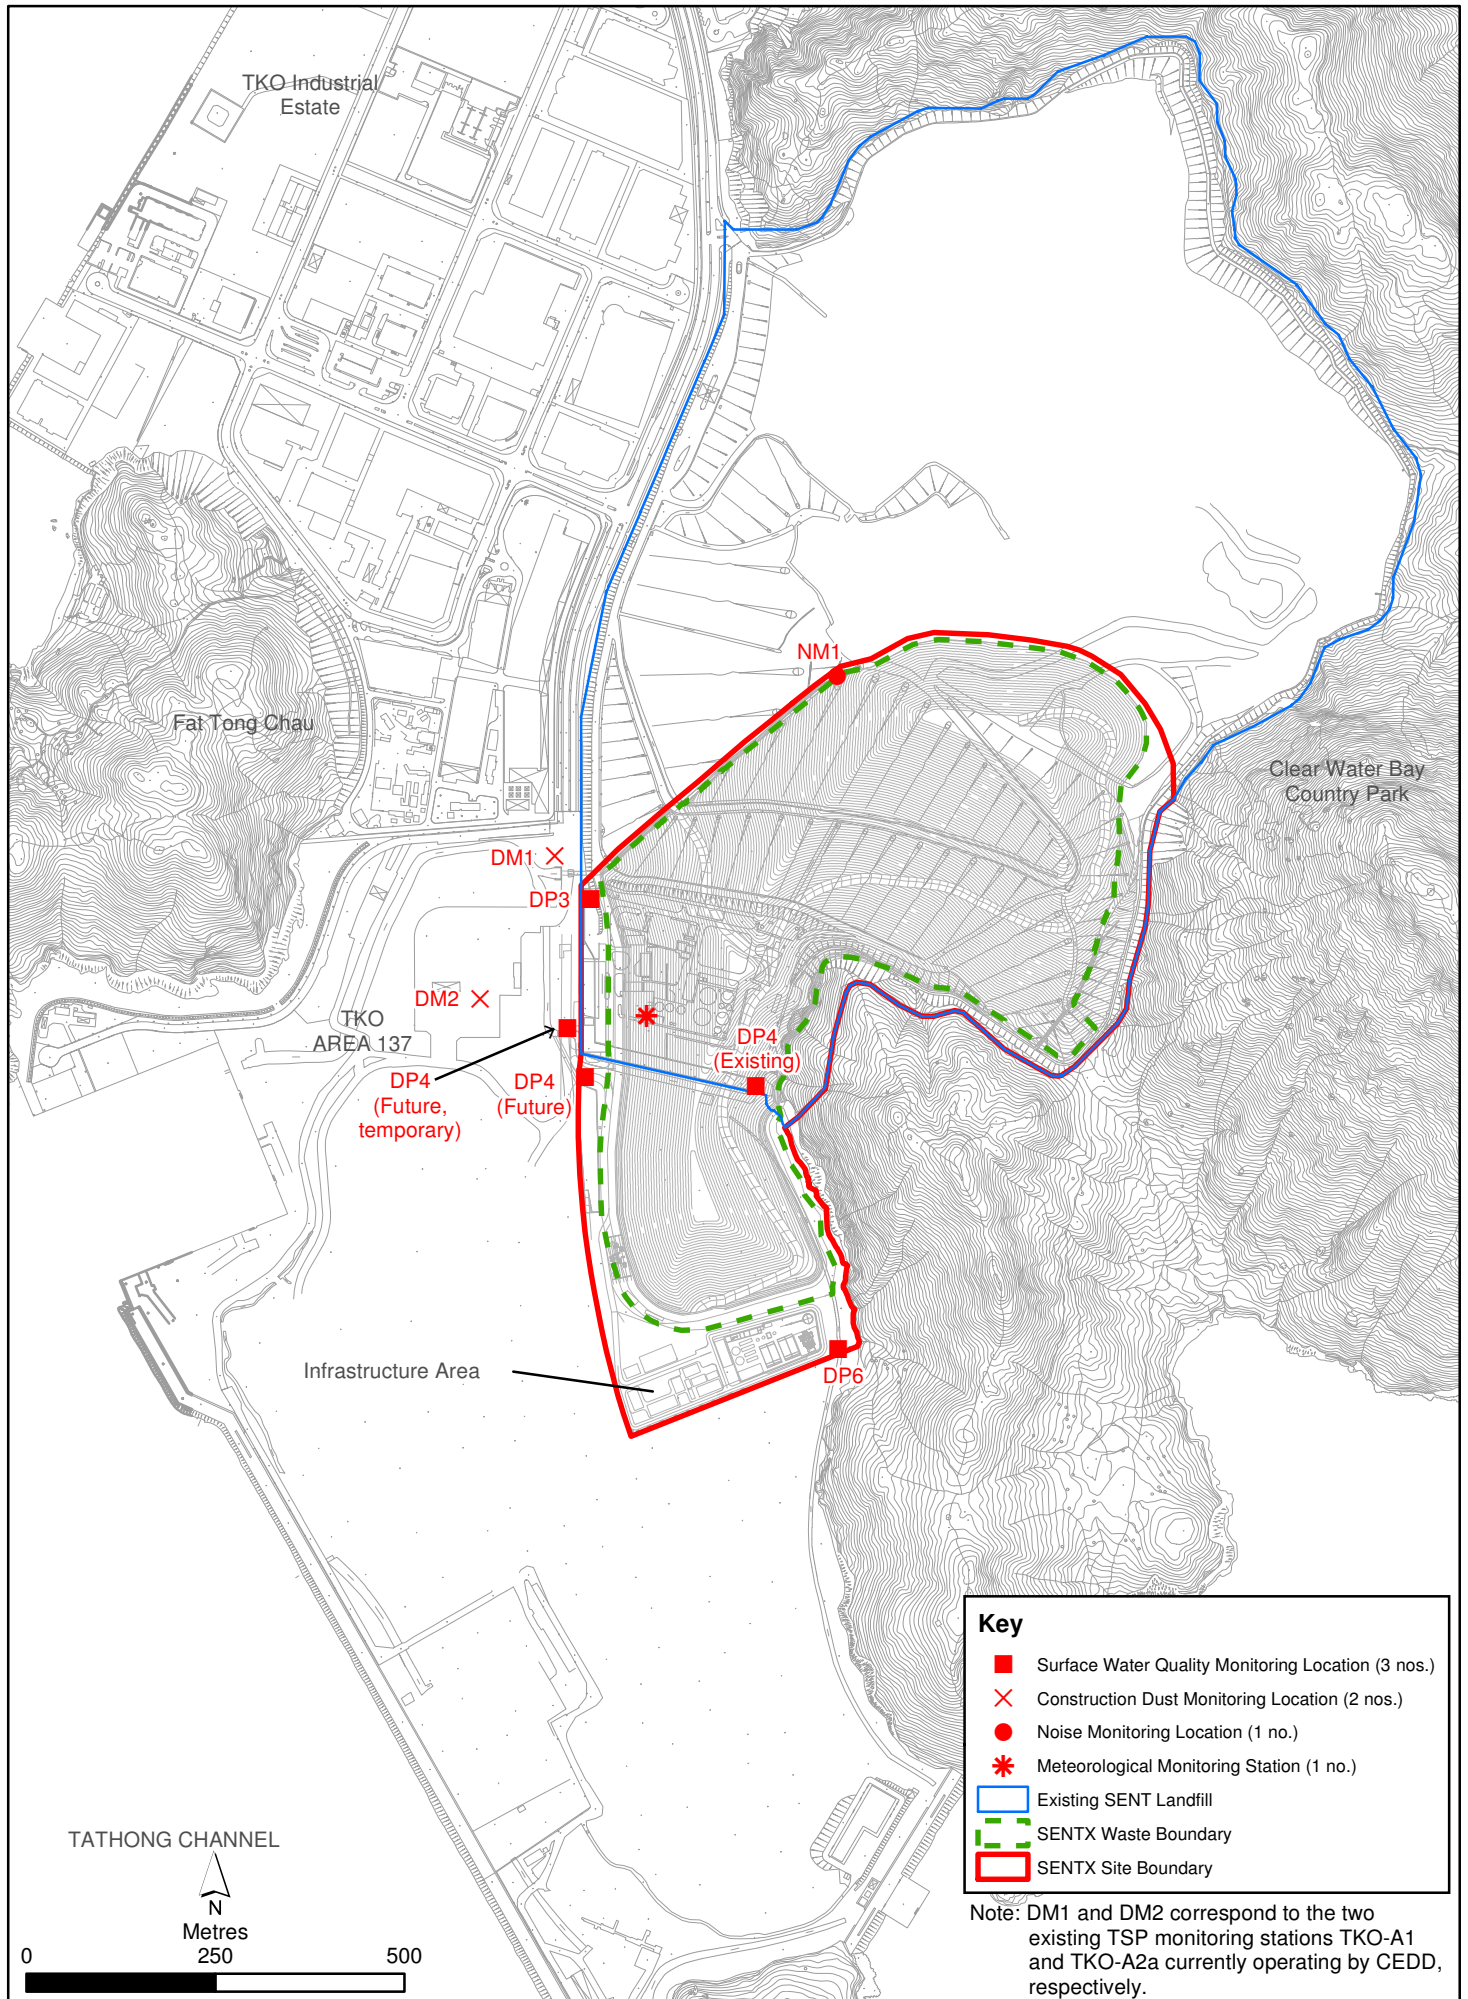 TKO Industrial
Estate
NM1
Fat Tong Chau
Clear Water Bay
Country Park
DM1
DP3
DM2
TKO
AREA 137
DP4
(Existing)
DP4
(Future,
temporary)
DP4
(Future)
Infrastructure Area
DP6
Key
Surface Water Quality Monitoring Location (3 nos.)
Construction Dust Monitoring Location (2 nos.)
Noise Monitoring Location (1 no.)
Meteorological Monitoring Station (1 no.)
Existing SENT Landfill
SENTX Waste Boundary
SENTX Site Boundary
TATHONG CHANNEL
N
Metres
0 250 500
Note: DM1 and DM2 correspond to the two
existing TSP monitoring stations TKO-A1
and TKO-A2a currently operating by CEDD,
respectively.